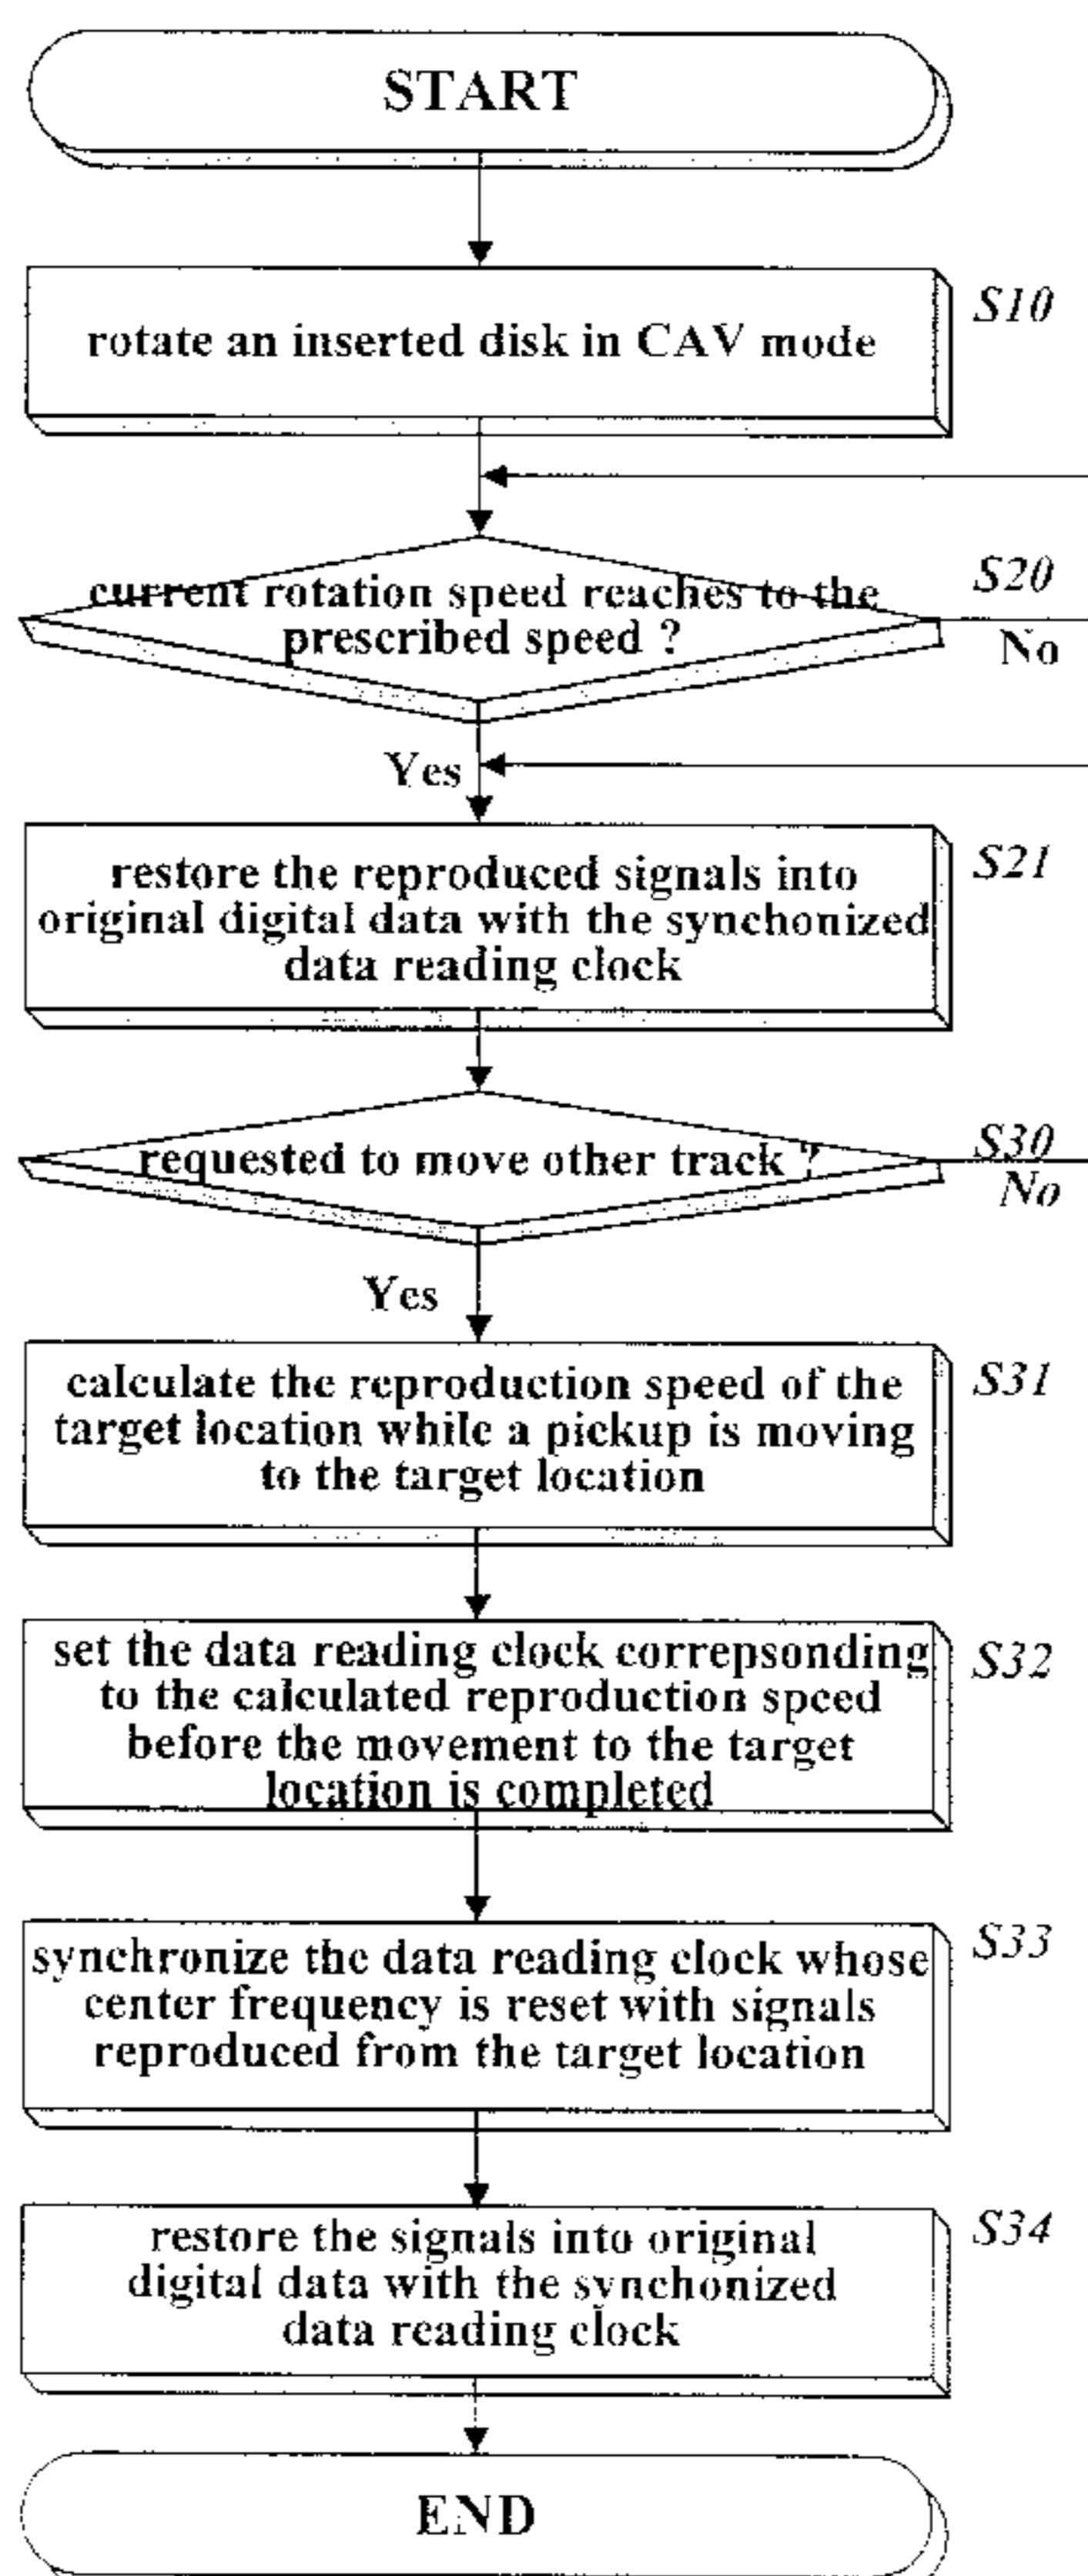 START
rotate an inserted disk in CAV mode
S10
current rotation speed reaches to the
prescribed speed ?
S20
No
Yes
restore the reproduced signals into
original digital data with the synchonized
data reading clock
S21
requested to move other track ?
S30
No
Yes
calculate the reproduction speed of the
target location while a pickup is moving
to the target location
S31
set the data reading clock correpsonding
to the calculated reproduction speed
before the movement to the target
location is completed
S32
synchronize the data reading clock whose
center frequency is reset with signals
reproduced from the target location
S33
restore the signals into original
digital data with the synchonized
data reading clock
S34
END